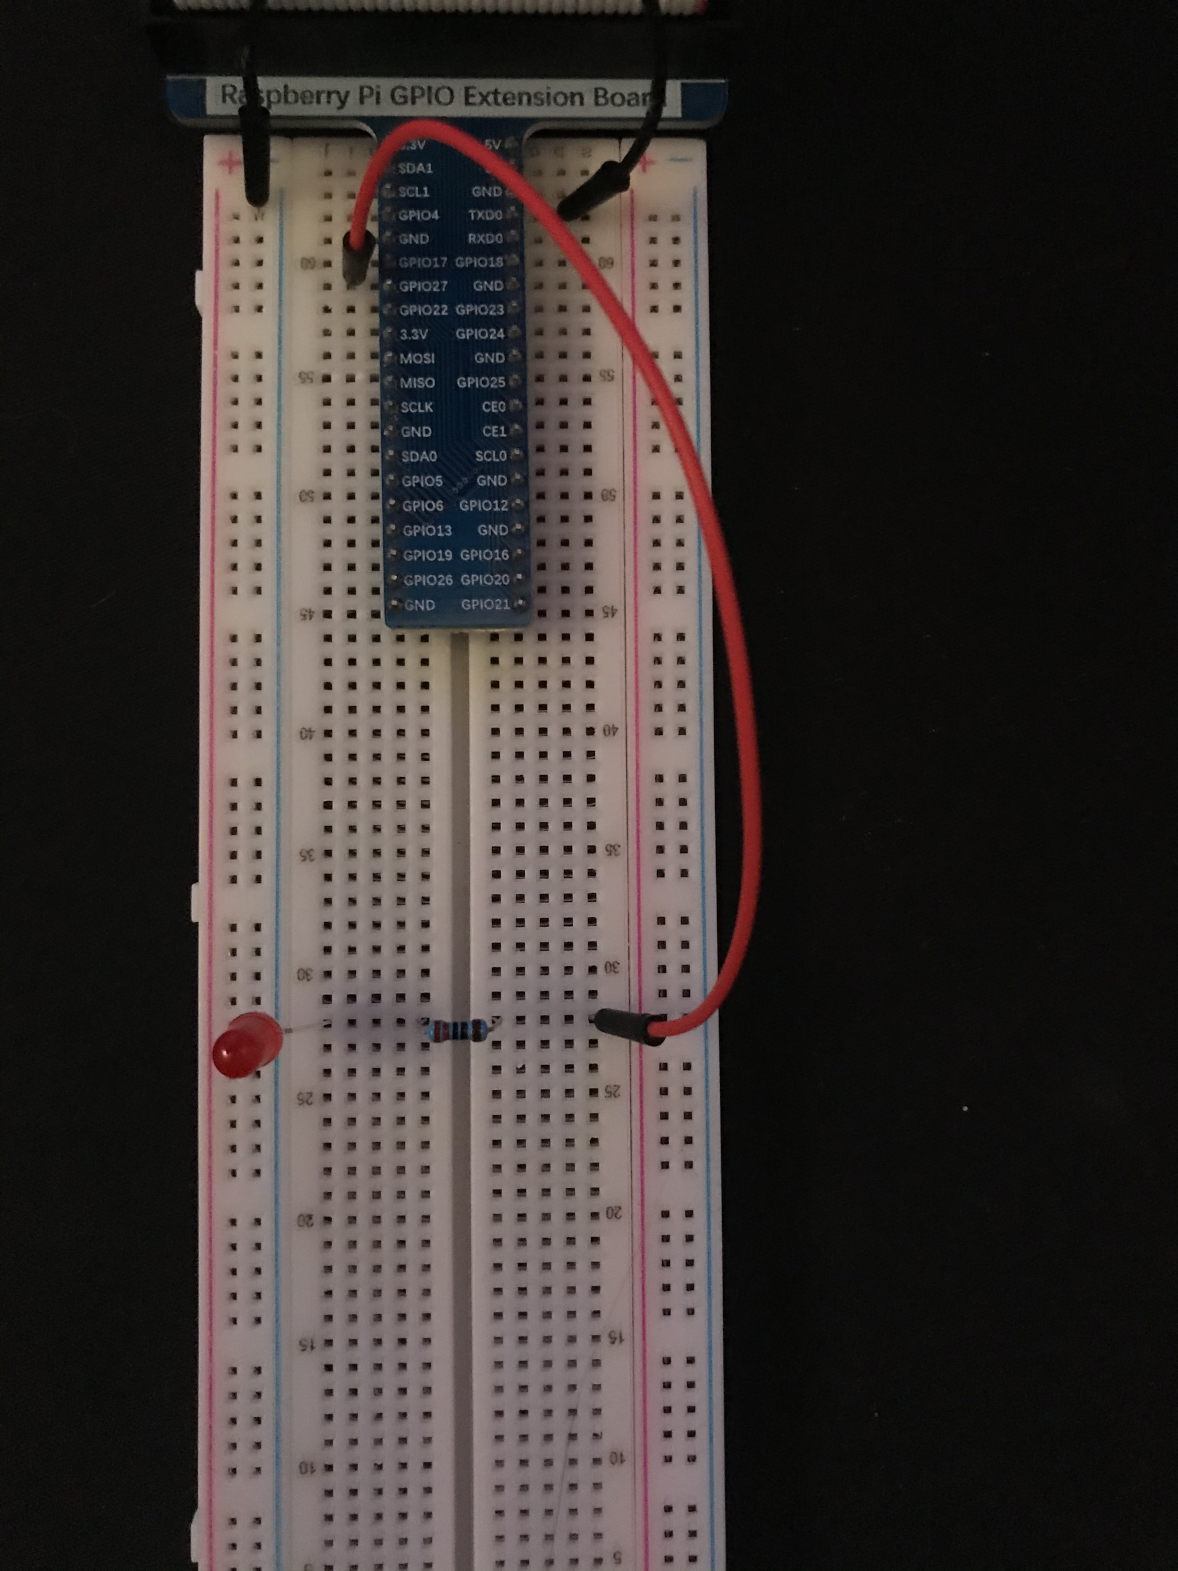 Raspberry Pi GPIO Extension Board
3.3V 5V
SDA1
SCL1 GND
GPIO4 TXD0
GND RXD0
60 GPIO17 GPIO18 60
GPIO27 GND
GPIO22 GPIO23
3.3V GPIO24
MOSI GND
55 MISO GPIO25 55
SCLK CE0
GND CE1
SDA0 SCL0
50 GPIO5 GND 50
GPIO6 GPIO12
GPIO13 GND
GPIO19 GPIO16
GPIO26 GPIO20
45 GND GPIO21 45
40 40
35 35
30 30
25 25
20 20
15 15
10 10
5 5